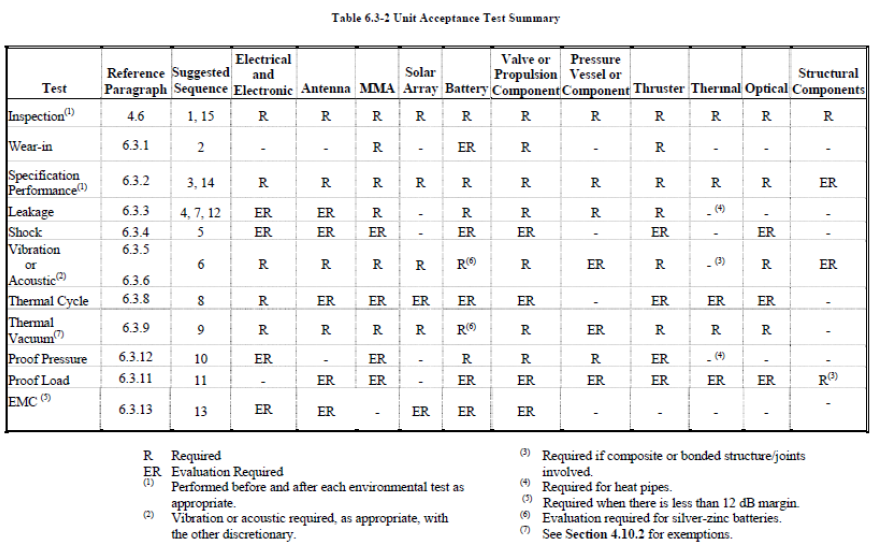 Table 6.3-2 Unit Acceptance Test Summary
Test | Reference Paragraph | Suggested Sequence | Electrical and Electronic | Antenna | MMA | Solar Array | Battery | Valve or Propulsion Component | Pressure Vessel or Component | Thruster | Thermal | Optical | Structural Components
Inspection(1) | 4.6 | 1, 15 | R | R | R | R | R | R | R | R | R | R | R
Wear-in | 6.3.1 | 2 | - | - | R | - | ER | R | - | R | - | - | -
Specification Performance(1) | 6.3.2 | 3, 14 | R | R | R | R | R | R | R | R | R | R | ER
Leakage | 6.3.3 | 4, 7, 12 | ER | ER | R | - | R | R | R | R | - (4) | - | -
Shock | 6.3.4 | 5 | ER | ER | ER | - | ER | ER | - | ER | - | ER | -
Vibration or Acoustic(2) | 6.3.5 6.3.6 | 6 | R | R | R | R | R(6) | R | ER | R | - (3) | R | ER
Thermal Cycle | 6.3.8 | 8 | R | ER | ER | ER | ER | ER | - | ER | ER | ER | -
Thermal Vacuum(7) | 6.3.9 | 9 | R | R | R | R | R(6) | R | ER | R | R | R | -
Proof Pressure | 6.3.12 | 10 | ER | - | ER | - | R | R | R | ER | - (4) | - | -
Proof Load | 6.3.11 | 11 | - | ER | ER | - | ER | ER | ER | ER | ER | ER | R(3)
EMC (5) | 6.3.13 | 13 | ER | ER | - | ER | ER | ER | - | - | - | - | -
R Required
ER Evaluation Required
(1) Performed before and after each environmental test as
appropriate.
(2) Vibration or acoustic required, as appropriate, with
the other discretionary.
(3) Required if composite or bonded structure/joints
involved.
(4) Required for heat pipes.
(5) Required when there is less than 12 dB margin.
(6) Evaluation required for silver-zinc batteries.
(7) See Section 4.10.2 for exemptions.